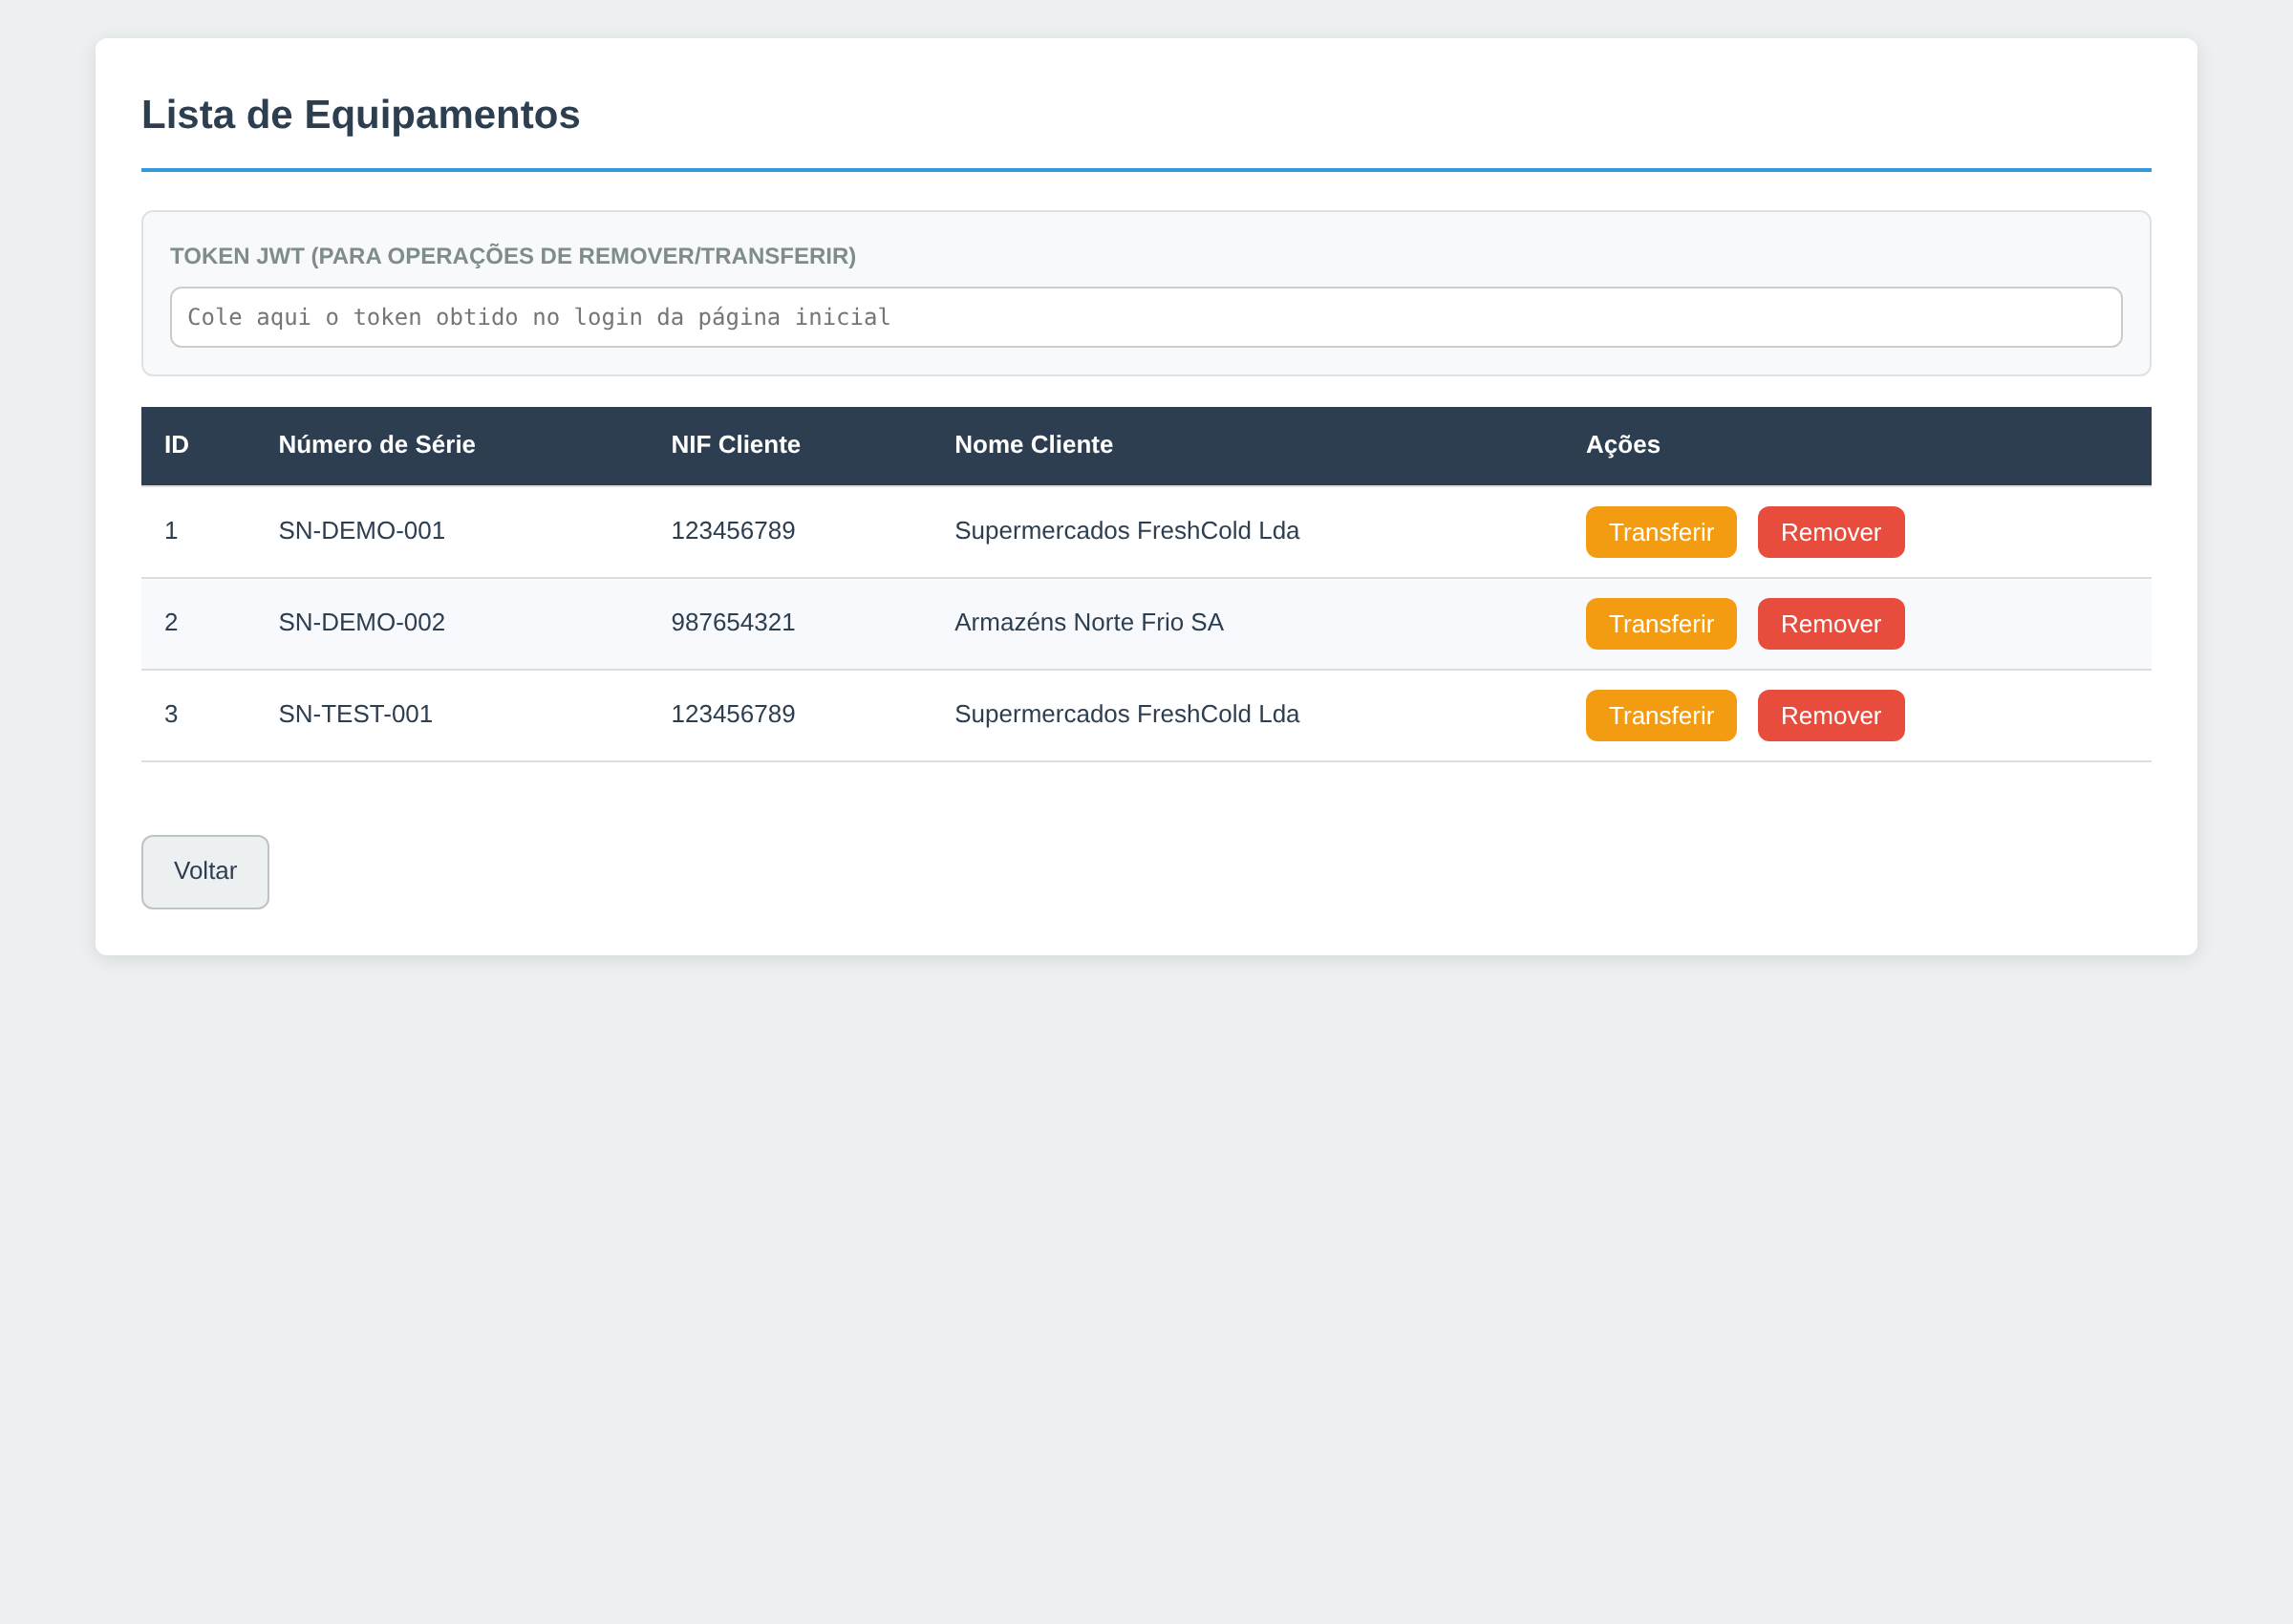 Lista de Equipamentos
TOKEN JWT (PARA OPERAÇÕES DE REMOVER/TRANSFERIR)
Cole aqui o token obtido no login da página inicial
ID Número de Série NIF Cliente Nome Cliente Ações
1 SN-DEMO-001 123456789 Supermercados FreshCold Lda Transferir Remover
2 SN-DEMO-002 987654321 Armazéns Norte Frio SA Transferir Remover
3 SN-TEST-001 123456789 Supermercados FreshCold Lda Transferir Remover
Voltar